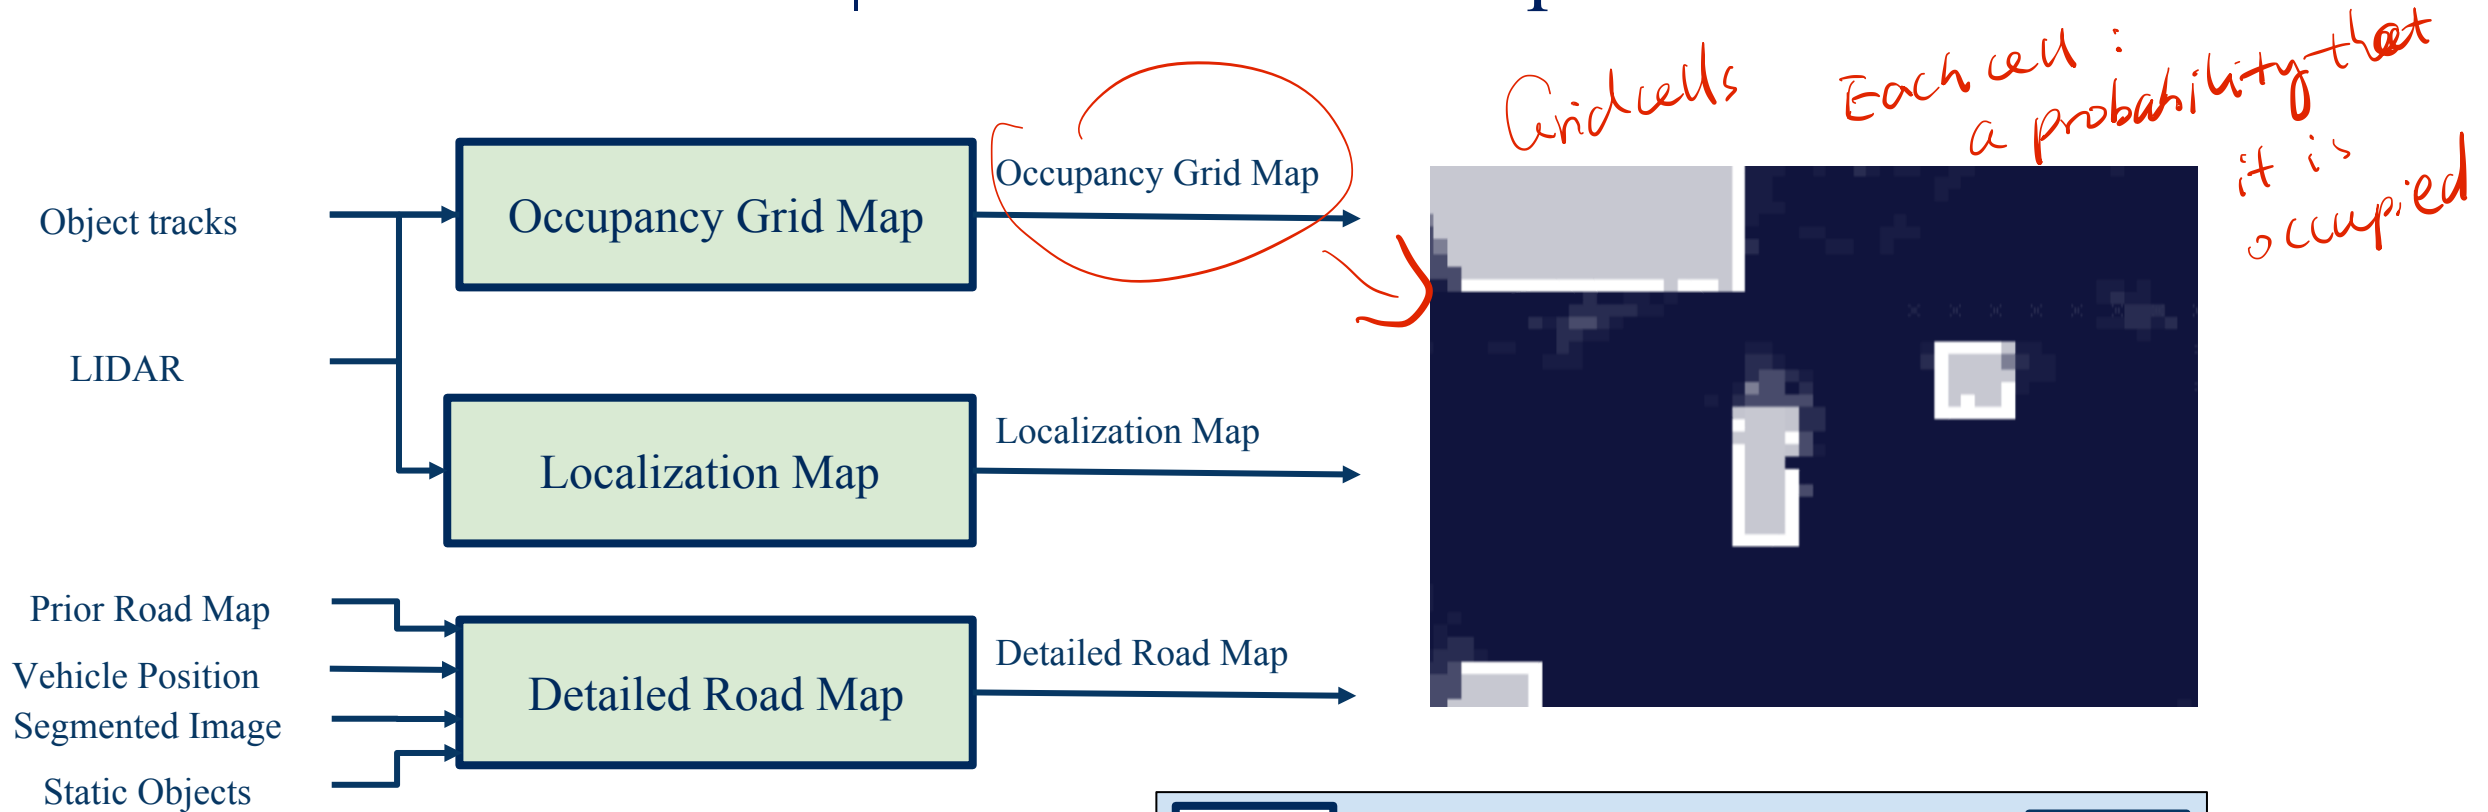 Object tracks
LIDAR
Prior Road Map
Vehicle Position
Segmented Image
Static Objects
Occupancy Grid Map
Localization Map
Detailed Road Map
Occupancy Grid Map
Localization Map
Detailed Road Map
Grid cells
Each cell :
a probability that
it is
occupied